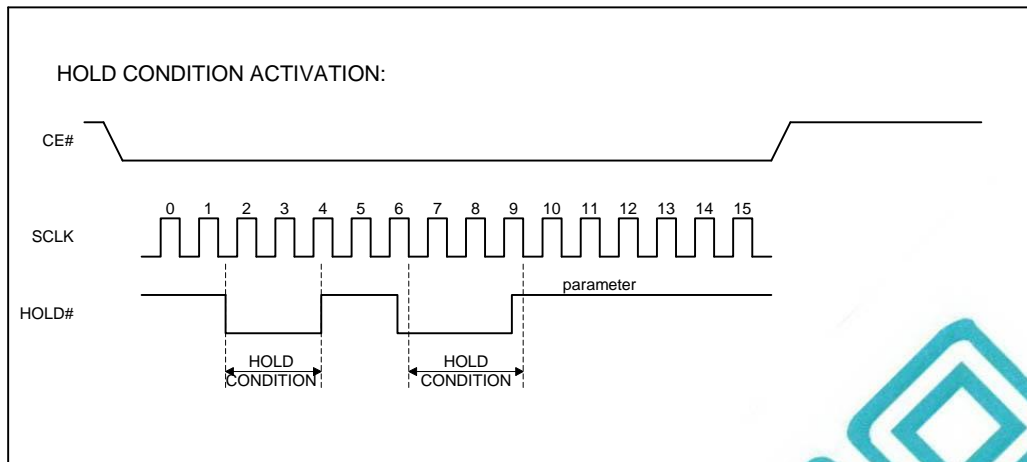 HOLD CONDITION ACTIVATION:
CE#
0 1 2 3 4 5 6 7 8 9 10 11 12 13 14 15
SCLK
parameter
HOLD#
HOLD HOLD
CONDITION CONDITION